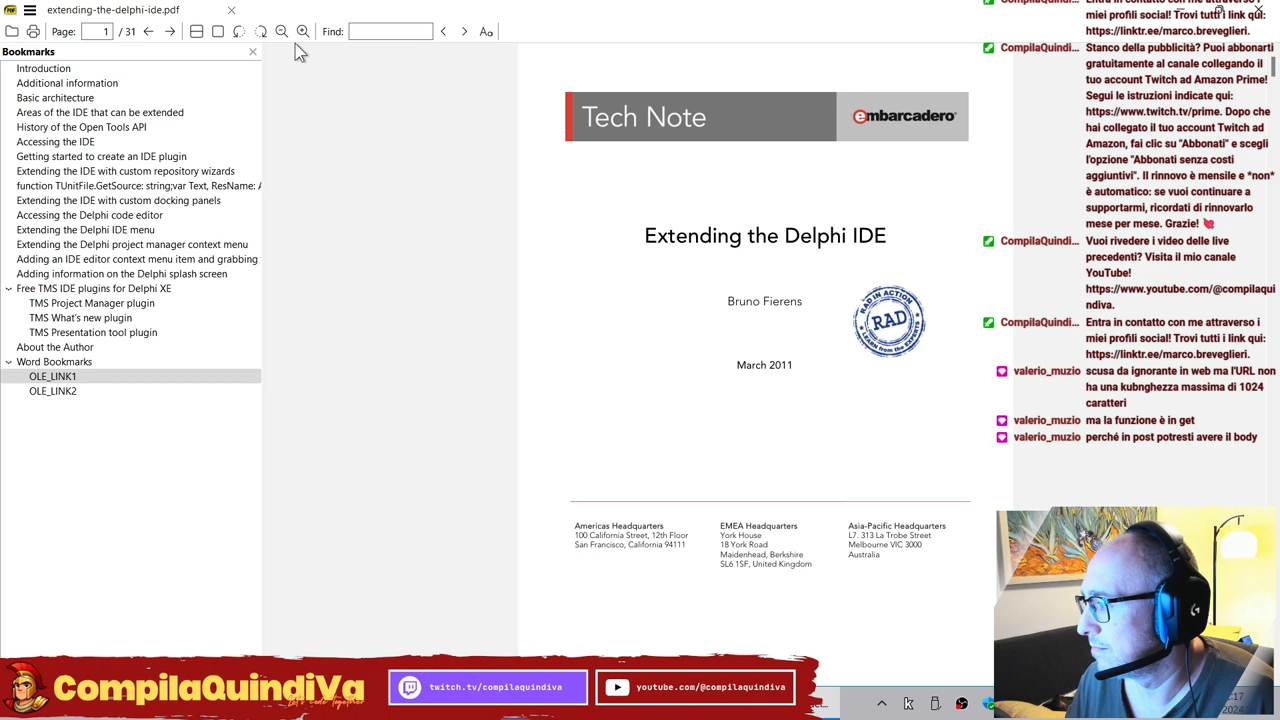 extending-the-delphi-ide.pdf
Page: 1 / 31
Find:
Bookmarks
Introduction
Additional information
Basic architecture
Areas of the IDE that can be extended
History of the Open Tools API
Accessing the IDE
Getting started to create an IDE plugin
Extending the IDE with custom repository wizards
function TUnitFile.GetSource: string;var Text, ResName: A
Extending the IDE with custom docking panels
Accessing the Delphi code editor
Extending the Delphi IDE menu
Extending the Delphi project manager context menu
Adding an IDE editor context menu item and grabbing
Adding information on the Delphi splash screen
Free TMS IDE plugins for Delphi XE
TMS Project Manager plugin
TMS What's new plugin
TMS Presentation tool plugin
About the Author
Word Bookmarks
OLE_LINK1
OLE_LINK2
Tech Note
embarcadero
Extending the Delphi IDE
Bruno Fierens
RAD IN ACTION
RAD
LEARN from the EXPERTS
March 2011
Americas Headquarters
100 California Street, 12th Floor
San Francisco, California 94111
EMEA Headquarters
York House
18 York Road
Maidenhead, Berkshire
SL6 1SF, United Kingdom
Asia-Pacific Headquarters
L7. 313 La Trobe Street
Melbourne VIC 3000
Australia
miei profili social! Trovi tutti i link qui:
https://linktr.ee/marco.breveglieri.
CompilaQuindi... Stanco della pubblicità? Puoi abbonarti
gratuitamente al canale collegando il
tuo account Twitch ad Amazon Prime!
Segui le istruzioni indicate qui:
https://www.twitch.tv/prime. Dopo che
hai collegato il tuo account Twitch ad
Amazon, fai clic su "Abbonati" e scegli
l'opzione "Abbonati senza costi
aggiuntivi". Il rinnovo è mensile e *non*
è automatico: se vuoi continuare a
supportarmi, ricordati di rinnovarlo
mese per mese. Grazie! 💘
CompilaQuindi... Vuoi rivedere i video delle live
precedenti? Visita il mio canale
YouTube!
https://www.youtube.com/@compilaqui
ndiva.
CompilaQuindi... Entra in contatto con me attraverso i
miei profili social! Trovi tutti i link qui:
https://linktr.ee/marco.breveglieri.
valerio_muzio scusa da ignorante in web ma l'URL non
ha una kubnghezza massima di 1024
caratteri
valerio_muzio ma la funzione è in get
valerio_muzio perché in post potresti avere il body
CompilaQuindiVa
Let's code together
twitch.tv/compilaquindiva
youtube.com/@compilaquindiva